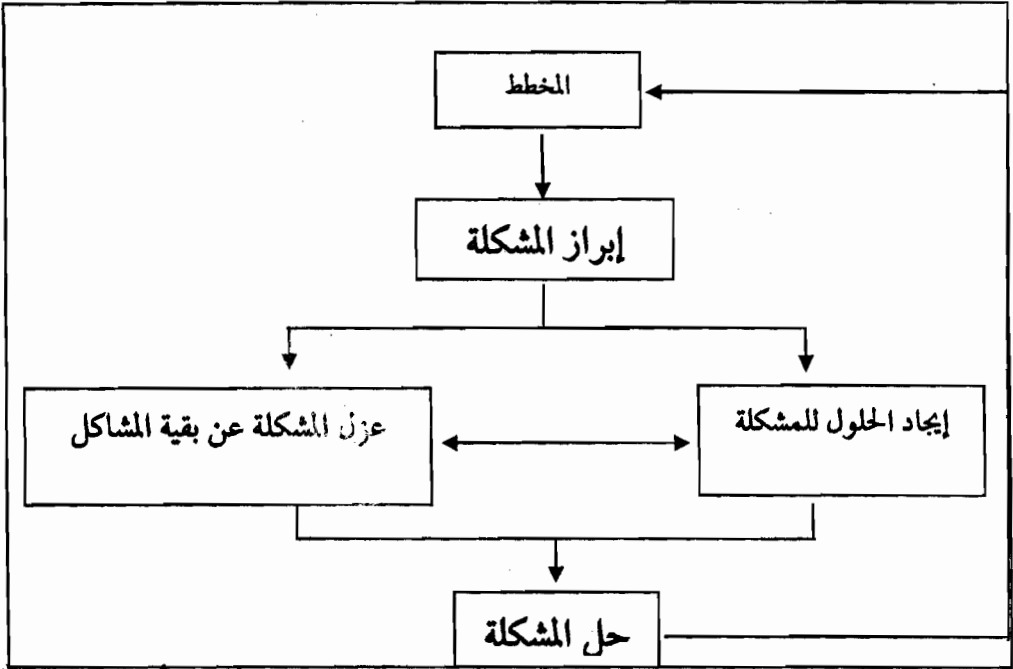 المخطط
إبراز المشكلة
إيجاد الحلول للمشكلة
عزل المشكلة عن بقية المشاكل
حل المشكلة